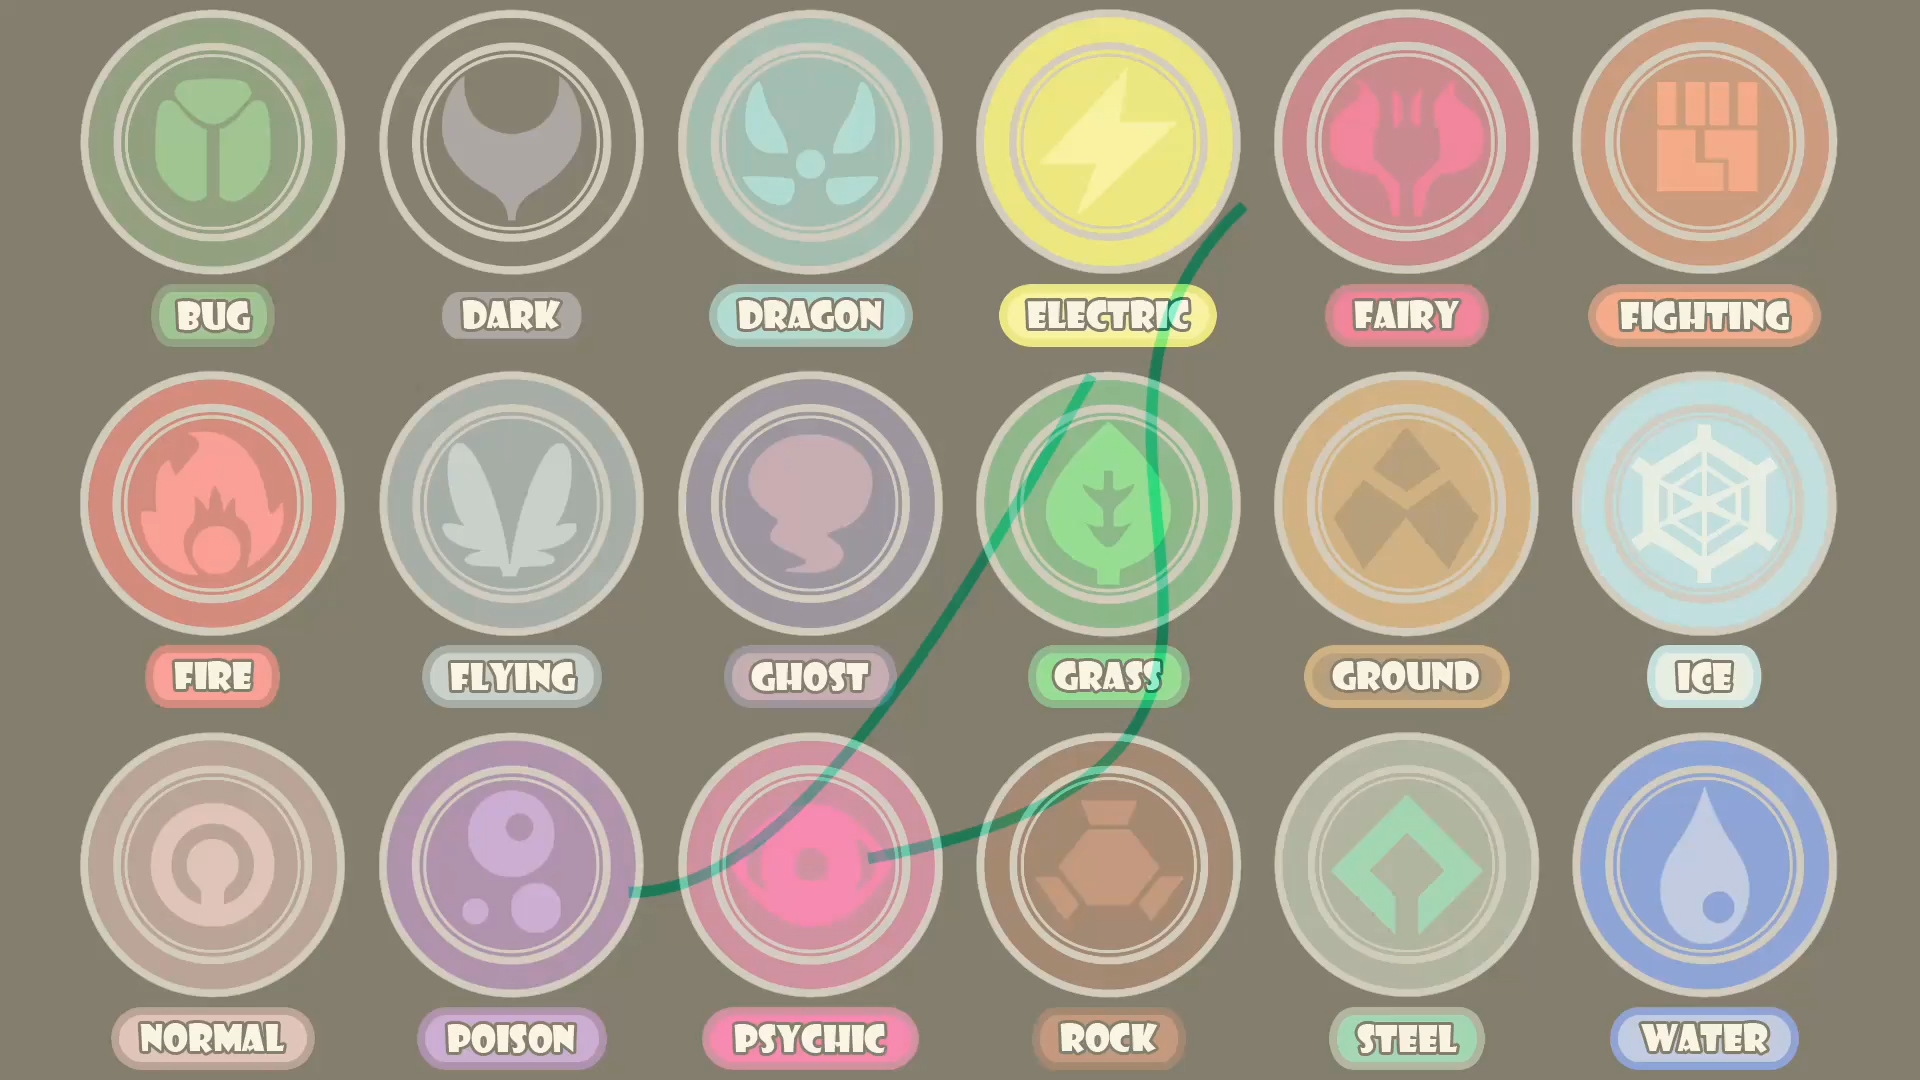 BUG DARK DRAGON ELECTRIC FAIRY FIGHTING
FIRE FLYING GHOST GRASS GROUND ICE
NORMAL POISON PSYCHIC ROCK STEEL WATER